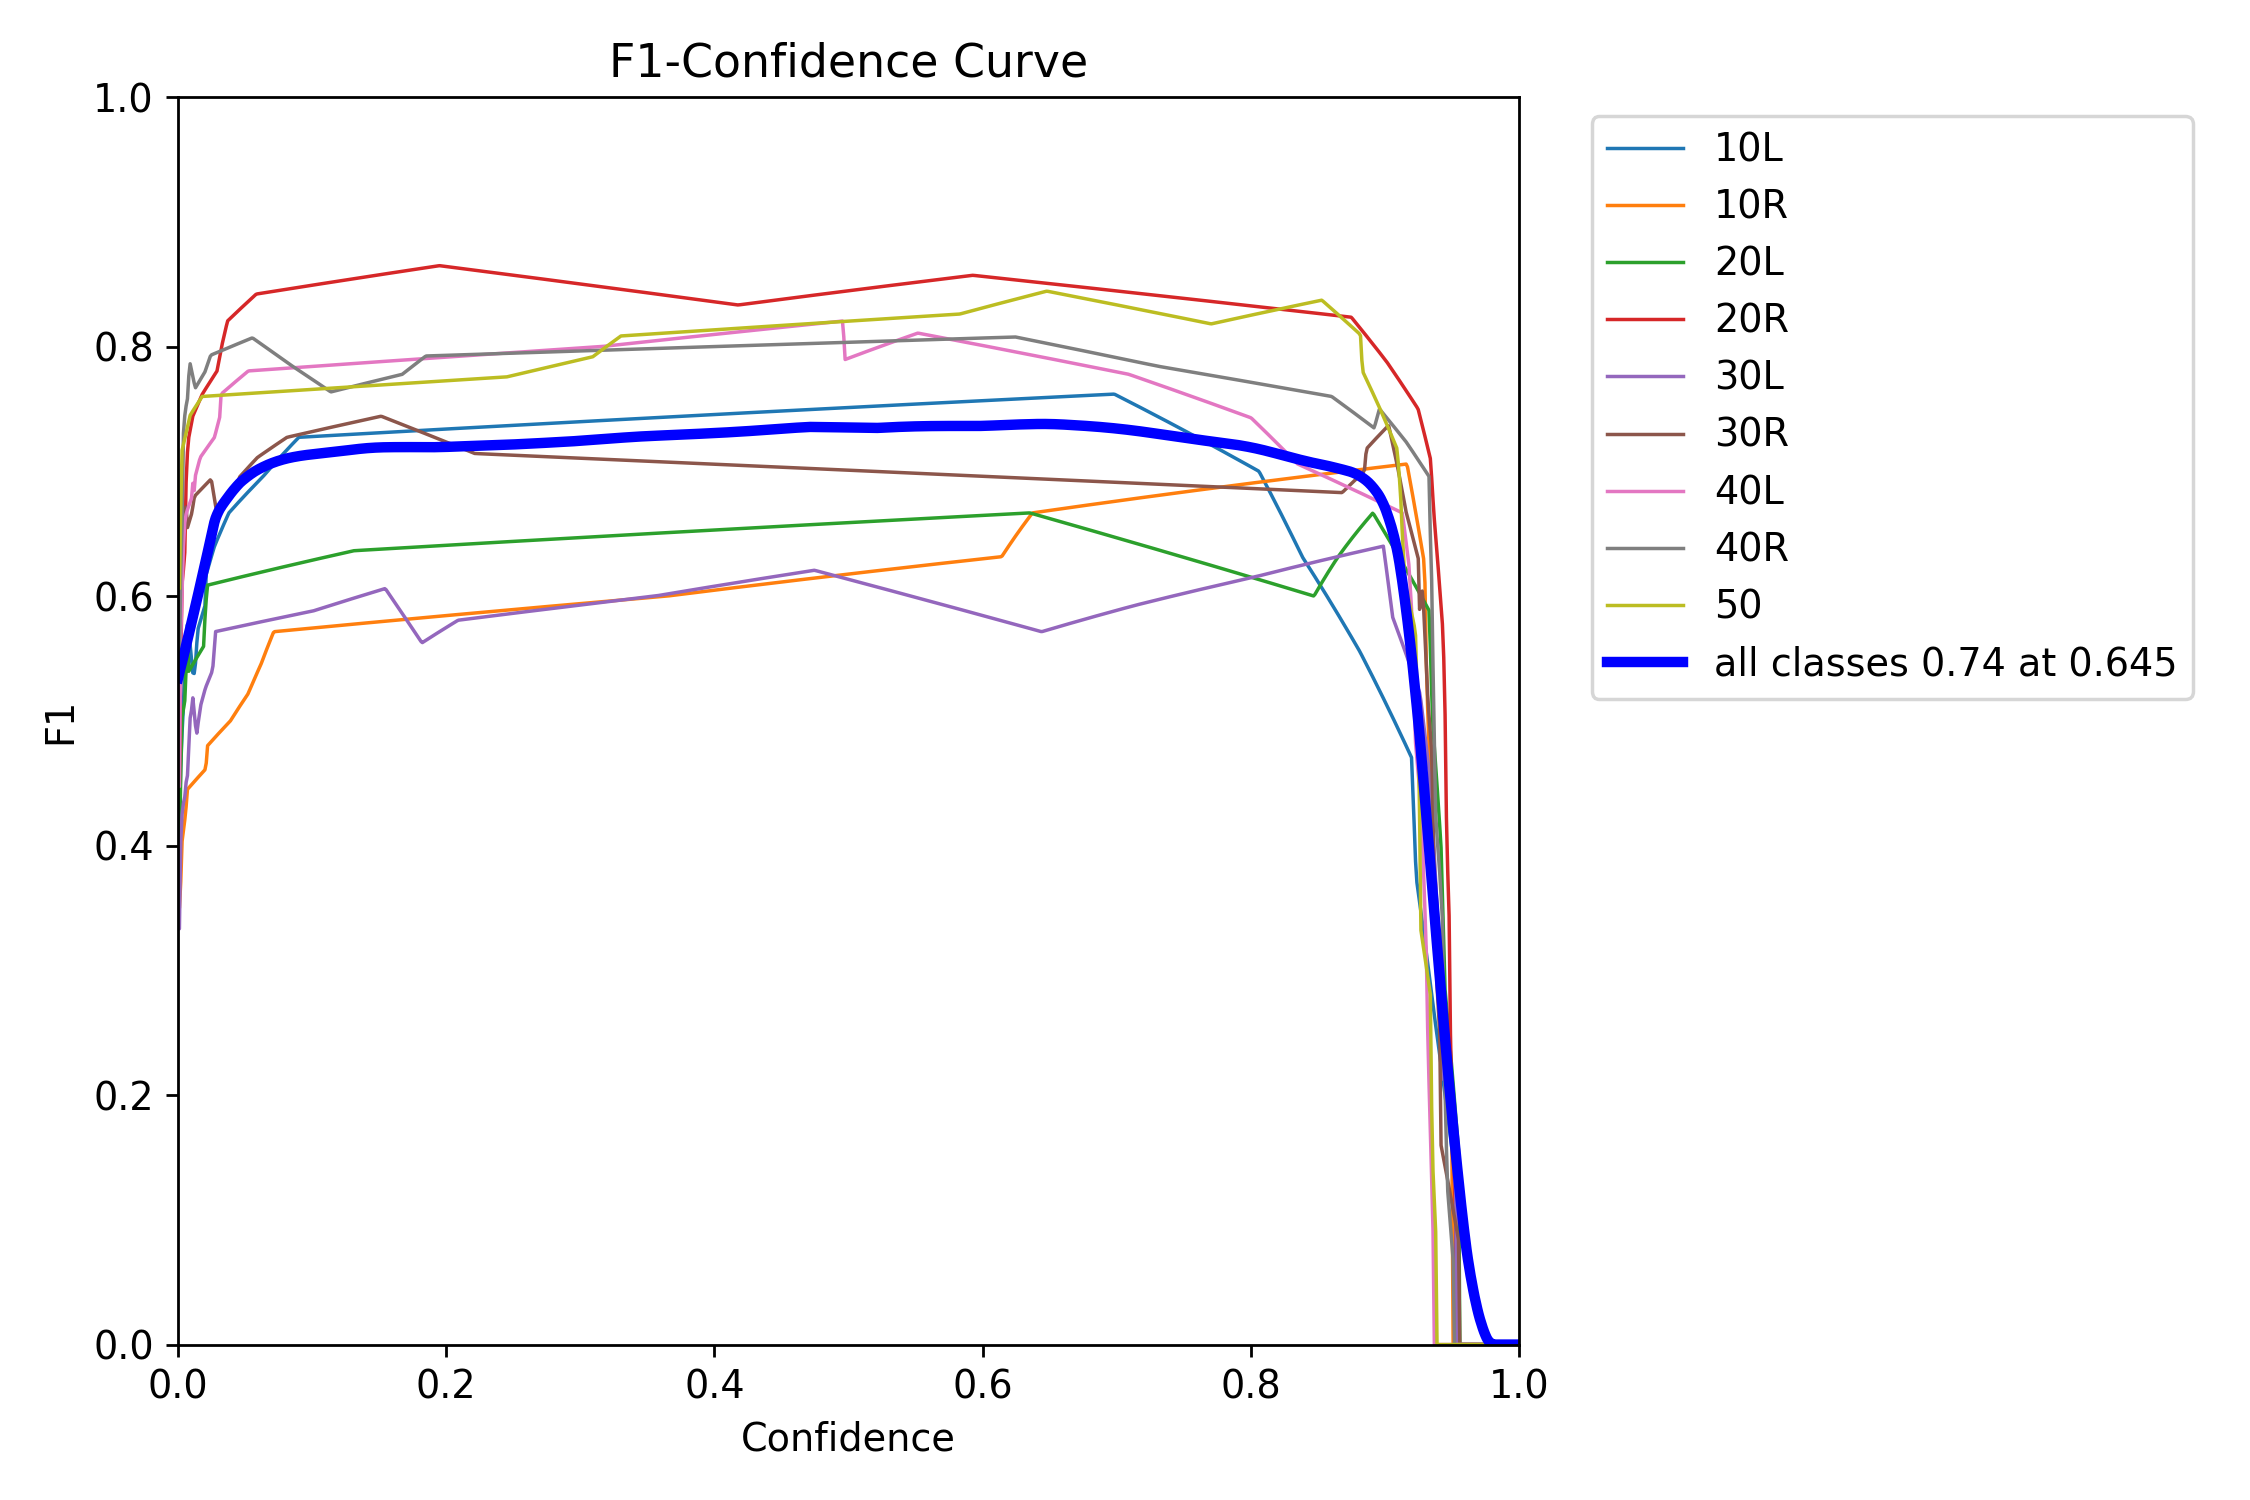 F1-Confidence Curve
1.0
0.8
0.6
0.4
0.2
0.0
F1
0.0 0.2 0.4 0.6 0.8 1.0
Confidence
10L
10R
20L
20R
30L
30R
40L
40R
50
all classes 0.74 at 0.645